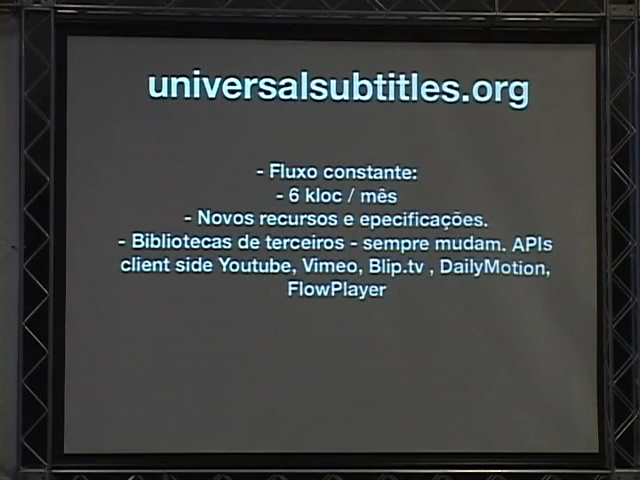 universalsubtitles.org
- Fluxo constante:
- 6 kloc / mês
- Novos recursos e epecificações.
- Bibliotecas de terceiros - sempre mudam. APIs
client side Youtube, Vimeo, Blip.tv , DailyMotion,
FlowPlayer